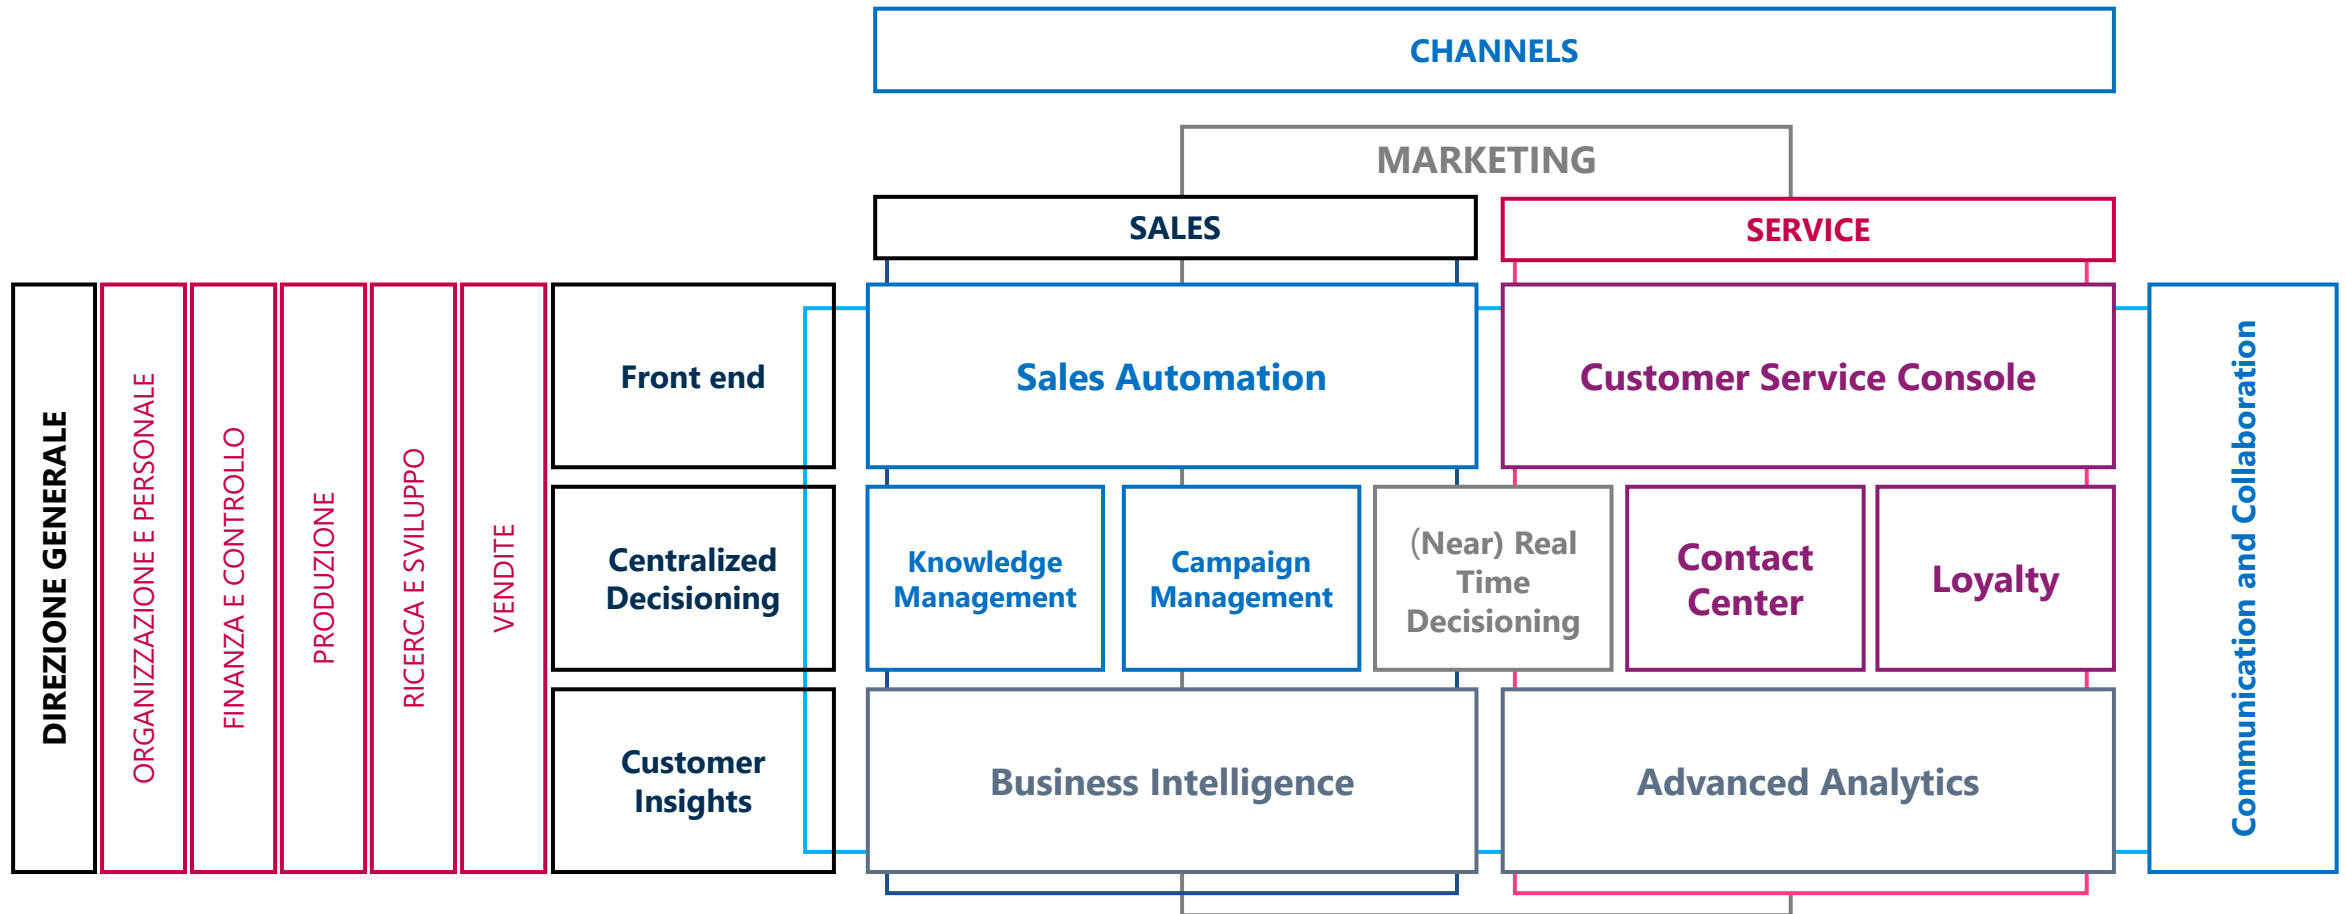 CHANNELS
MARKETING
SALES
SERVICE
DIREZIONE GENERALE
ORGANIZZAZIONE E PERSONALE
FINANZA E CONTROLLO
PRODUZIONE
RICERCA E SVILUPPO
VENDITE
Front end
Sales Automation
Customer Service Console
Centralized
Decisioning
Knowledge
Management
Campaign
Management
(Near) Real
Time
Decisioning
Contact
Center
Loyalty
Customer
Insights
Business Intelligence
Advanced Analytics
Communication and Collaboration